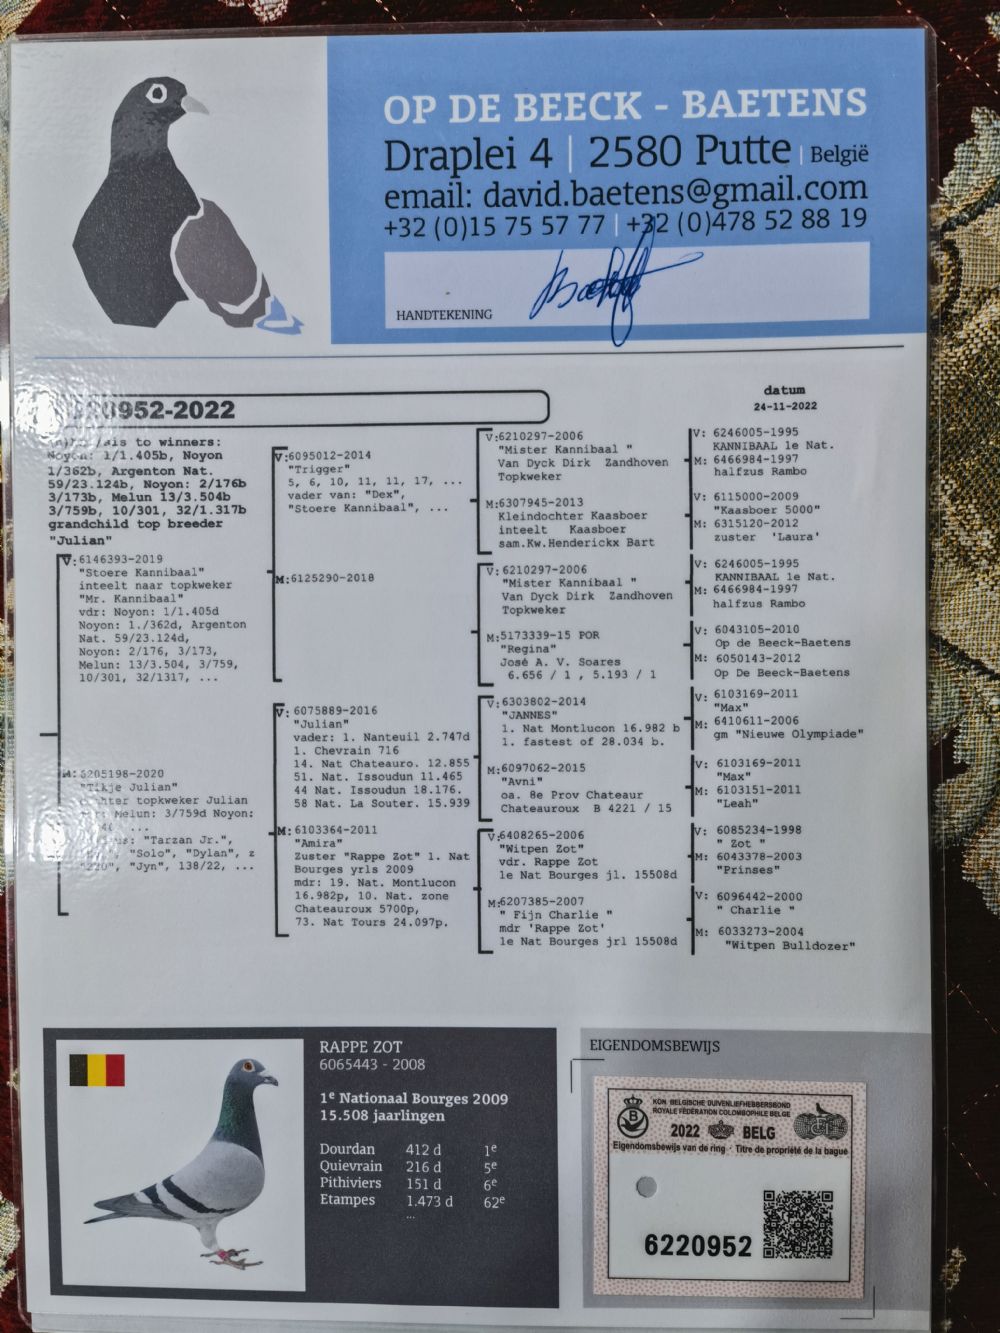 OP DE BEECK - BAETENS
Draplei 4 | 2580 Putte | België
email: david.baetens@gmail.com
+32 (0)15 75 57 77 | +32 (0)478 52 88 19
HANDTEKENING
0952-2022
datum
24-11-2022
to winners:
Noyon: 1/1.405b, Noyon
1/362b, Argenton Nat.
59/23.124b, Noyon: 2/176b
3/173b, Melun 13/3.504b
3/759b, 10/301, 32/1.317b
grandchild top breeder
"Julian"
V:6146393-2019
"Stoere Kannibaal"
inteelt naar topkweker
"Mr. Kannibaal"
vdr: Noyon: 1/1.405d
Noyon: 1./362d, Argenton
Nat. 59/23.124d,
Noyon: 2/176, 3/173,
Melun: 13/3.504, 3/759,
10/301, 32/1317, ...
M:6205198-2020
"Tikje Julian"
dochter topkweker Julian
Melun: 3/759d Noyon:
...
"Tarzan Jr.",
"Solo", "Dylan", z
"Jyn", 138/22, ...
V:6095012-2014
"Trigger"
5, 6, 10, 11, 11, 17, ...
vader van: "Dex",
"Stoere Kannibaal", ...
M:6125290-2018
V: 6075889-2016
"Julian"
vader: 1. Nanteuil 2.747d
1. Chevrain 716
14. Nat Chateauro. 12.855
51. Nat. Issoudun 11.465
44 Nat. Issoudun 18.176.
58 Nat. La Souter. 15.939
M: 6103364-2011
"Amira"
Zuster "Rappe Zot" 1. Nat
Bourges yrls 2009
mdr: 19. Nat. Montlucon
16.982p, 10. Nat. zone
Chateauroux 5700p,
73. Nat Tours 24.097p.
V:6210297-2006
"Mister Kannibaal "
Van Dyck Dirk Zandhoven
Topkweker
M:6307945-2013
Kleindochter Kaasboer
inteelt Kaasboer
sam.Kw.Henderickx Bart
V: 6210297-2006
"Mister Kannibaal "
Van Dyck Dirk Zandhoven
Topkweker
M:5173339-15 POR
"Regina"
José A. V. Soares
6.656 / 1 , 5.193 / 1
V: 6303802-2014
"JANNES"
1. Nat Montlucon 16.982 b
1. fastest of 28.034 b.
M:6097062-2015
"Avni"
oa. 8e Prov Chateaur
Chateauroux B 4221 / 15
V:6408265-2006
"Witpen Zot"
vdr. Rappe Zot
1e Nat Bourges jl. 15508d
M:6207385-2007
" Fijn Charlie "
mdr 'Rappe Zot'
1e Nat Bourges jrl 15508d
V: 6246005-1995
KANNIBAAL 1e Nat.
M: 6466984-1997
halfzus Rambo
V: 6115000-2009
"Kaasboer 5000"
M: 6315120-2012
zuster 'Laura'
V: 6246005-1995
KANNIBAAL 1e Nat.
M: 6466984-1997
halfzus Rambo
V: 6043105-2010
Op de Beeck-Baetens
M: 6050143-2012
Op De Beeck-Baetens
V: 6103169-2011
"Max"
M: 6410611-2006
gm "Nieuwe Olympiade"
V: 6103169-2011
"Max"
M: 6103151-2011
"Leah"
V: 6085234-1998
" Zot "
M: 6043378-2003
"Prinses"
V: 6096442-2000
" Charlie "
M: 6033273-2004
"Witpen Bulldozer"
RAPPE ZOT
6065443 - 2008
1e Nationaal Bourges 2009
15.508 jaarlingen
Dourdan 412 d 1e
Quievrain 216 d 5e
Pithiviers 151 d 6e
Etampes 1.473 d 62e
...
EIGENDOMSBEWIJS
KON. BELGISCHE DUIVENLIEFHEBBERSBOND
ROYALE FÉDÉRATION COLOMBOPHILE BELGE
B
2022 BELG
Eigendomsbewijs van de ring - Titre de propriété de la bague
6220952